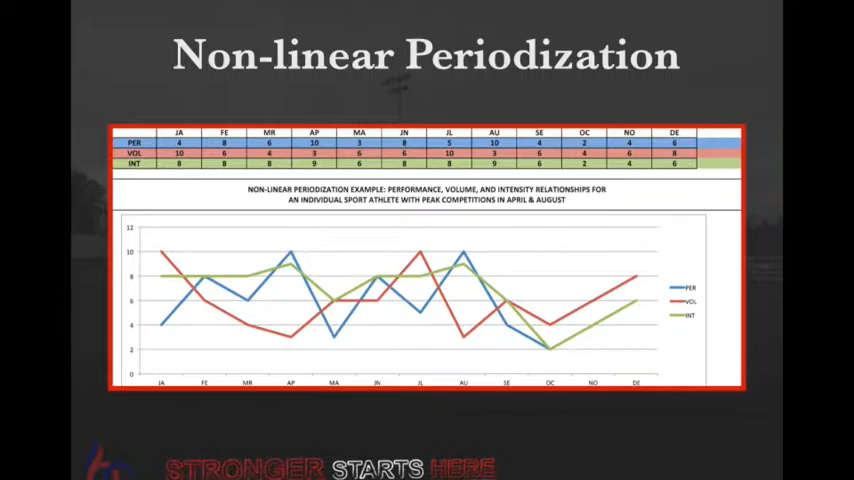 Non-linear Periodization
JA FE MR AP MA JN JL AU SE OC NO DE
PER 4 8 6 10 3 8 5 10 4 2 4 6
VOL 10 6 4 3 6 6 10 3 6 4 6 8
INT 8 8 8 9 6 8 8 9 6 2 4 6
NON-LINEAR PERIODIZATION EXAMPLE: PERFORMANCE, VOLUME, AND INTENSITY RELATIONSHIPS FOR
AN INDIVIDUAL SPORT ATHLETE WITH PEAK COMPETITIONS IN APRIL & AUGUST
12
10
8
6
4
2
0
JA FE MR AP MA JN JL AU SE OC NO DE
PER
VOL
INT
STRONGER STARTS HERE